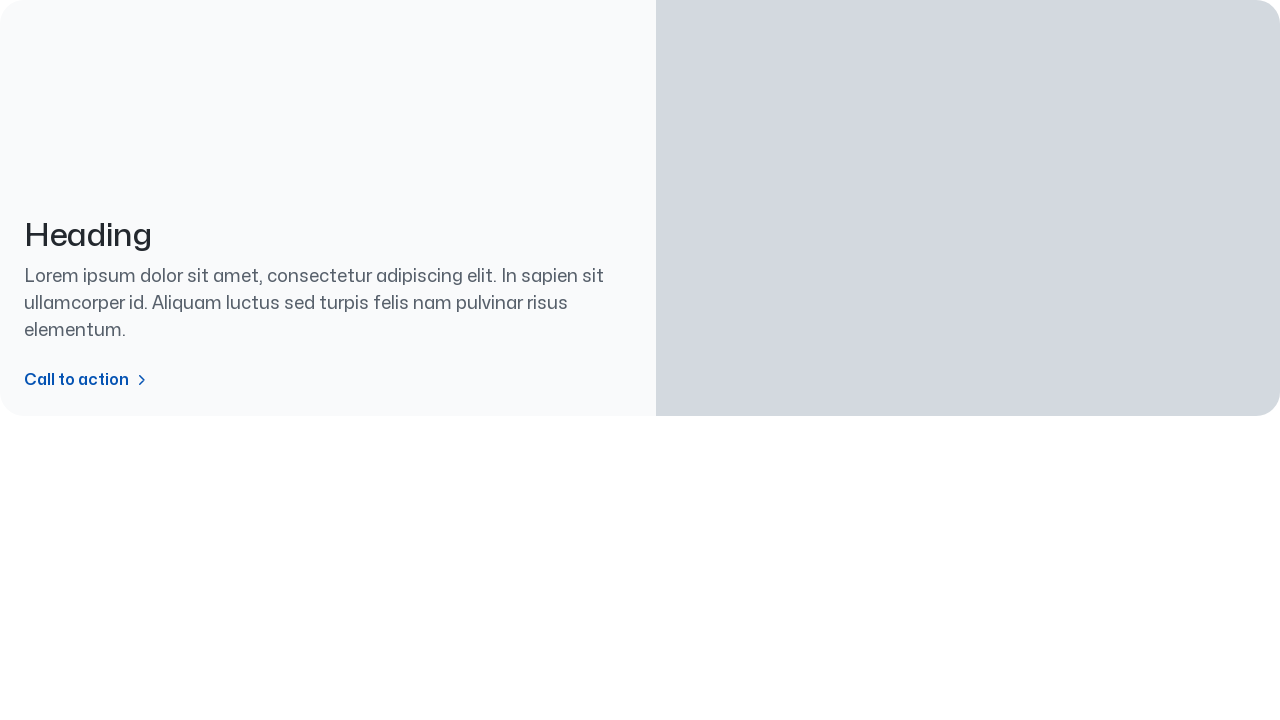 Heading
Lorem ipsum dolor sit amet, consectetur adipiscing elit. In sapien sit
ullamcorper id. Aliquam luctus sed turpis felis nam pulvinar risus
elementum.
Call to action